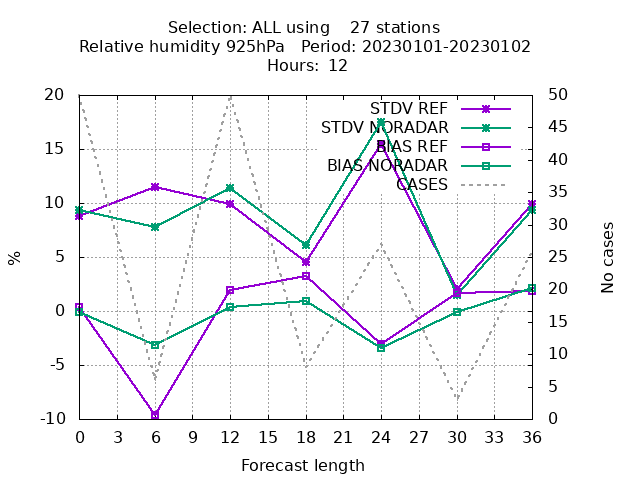 Selection: ALL using    27 stations
Relative humidity 925hPa   Period: 20230101-20230102
Hours: 12
STDV REF
STDV NORADAR
BIAS REF
BIAS NORADAR
CASES
20
15
10
5
0
-5
-10
%
50
45
40
35
30
25
20
15
10
5
0
No cases
0 3 6 9 12 15 18 21 24 27 30 33 36
Forecast length